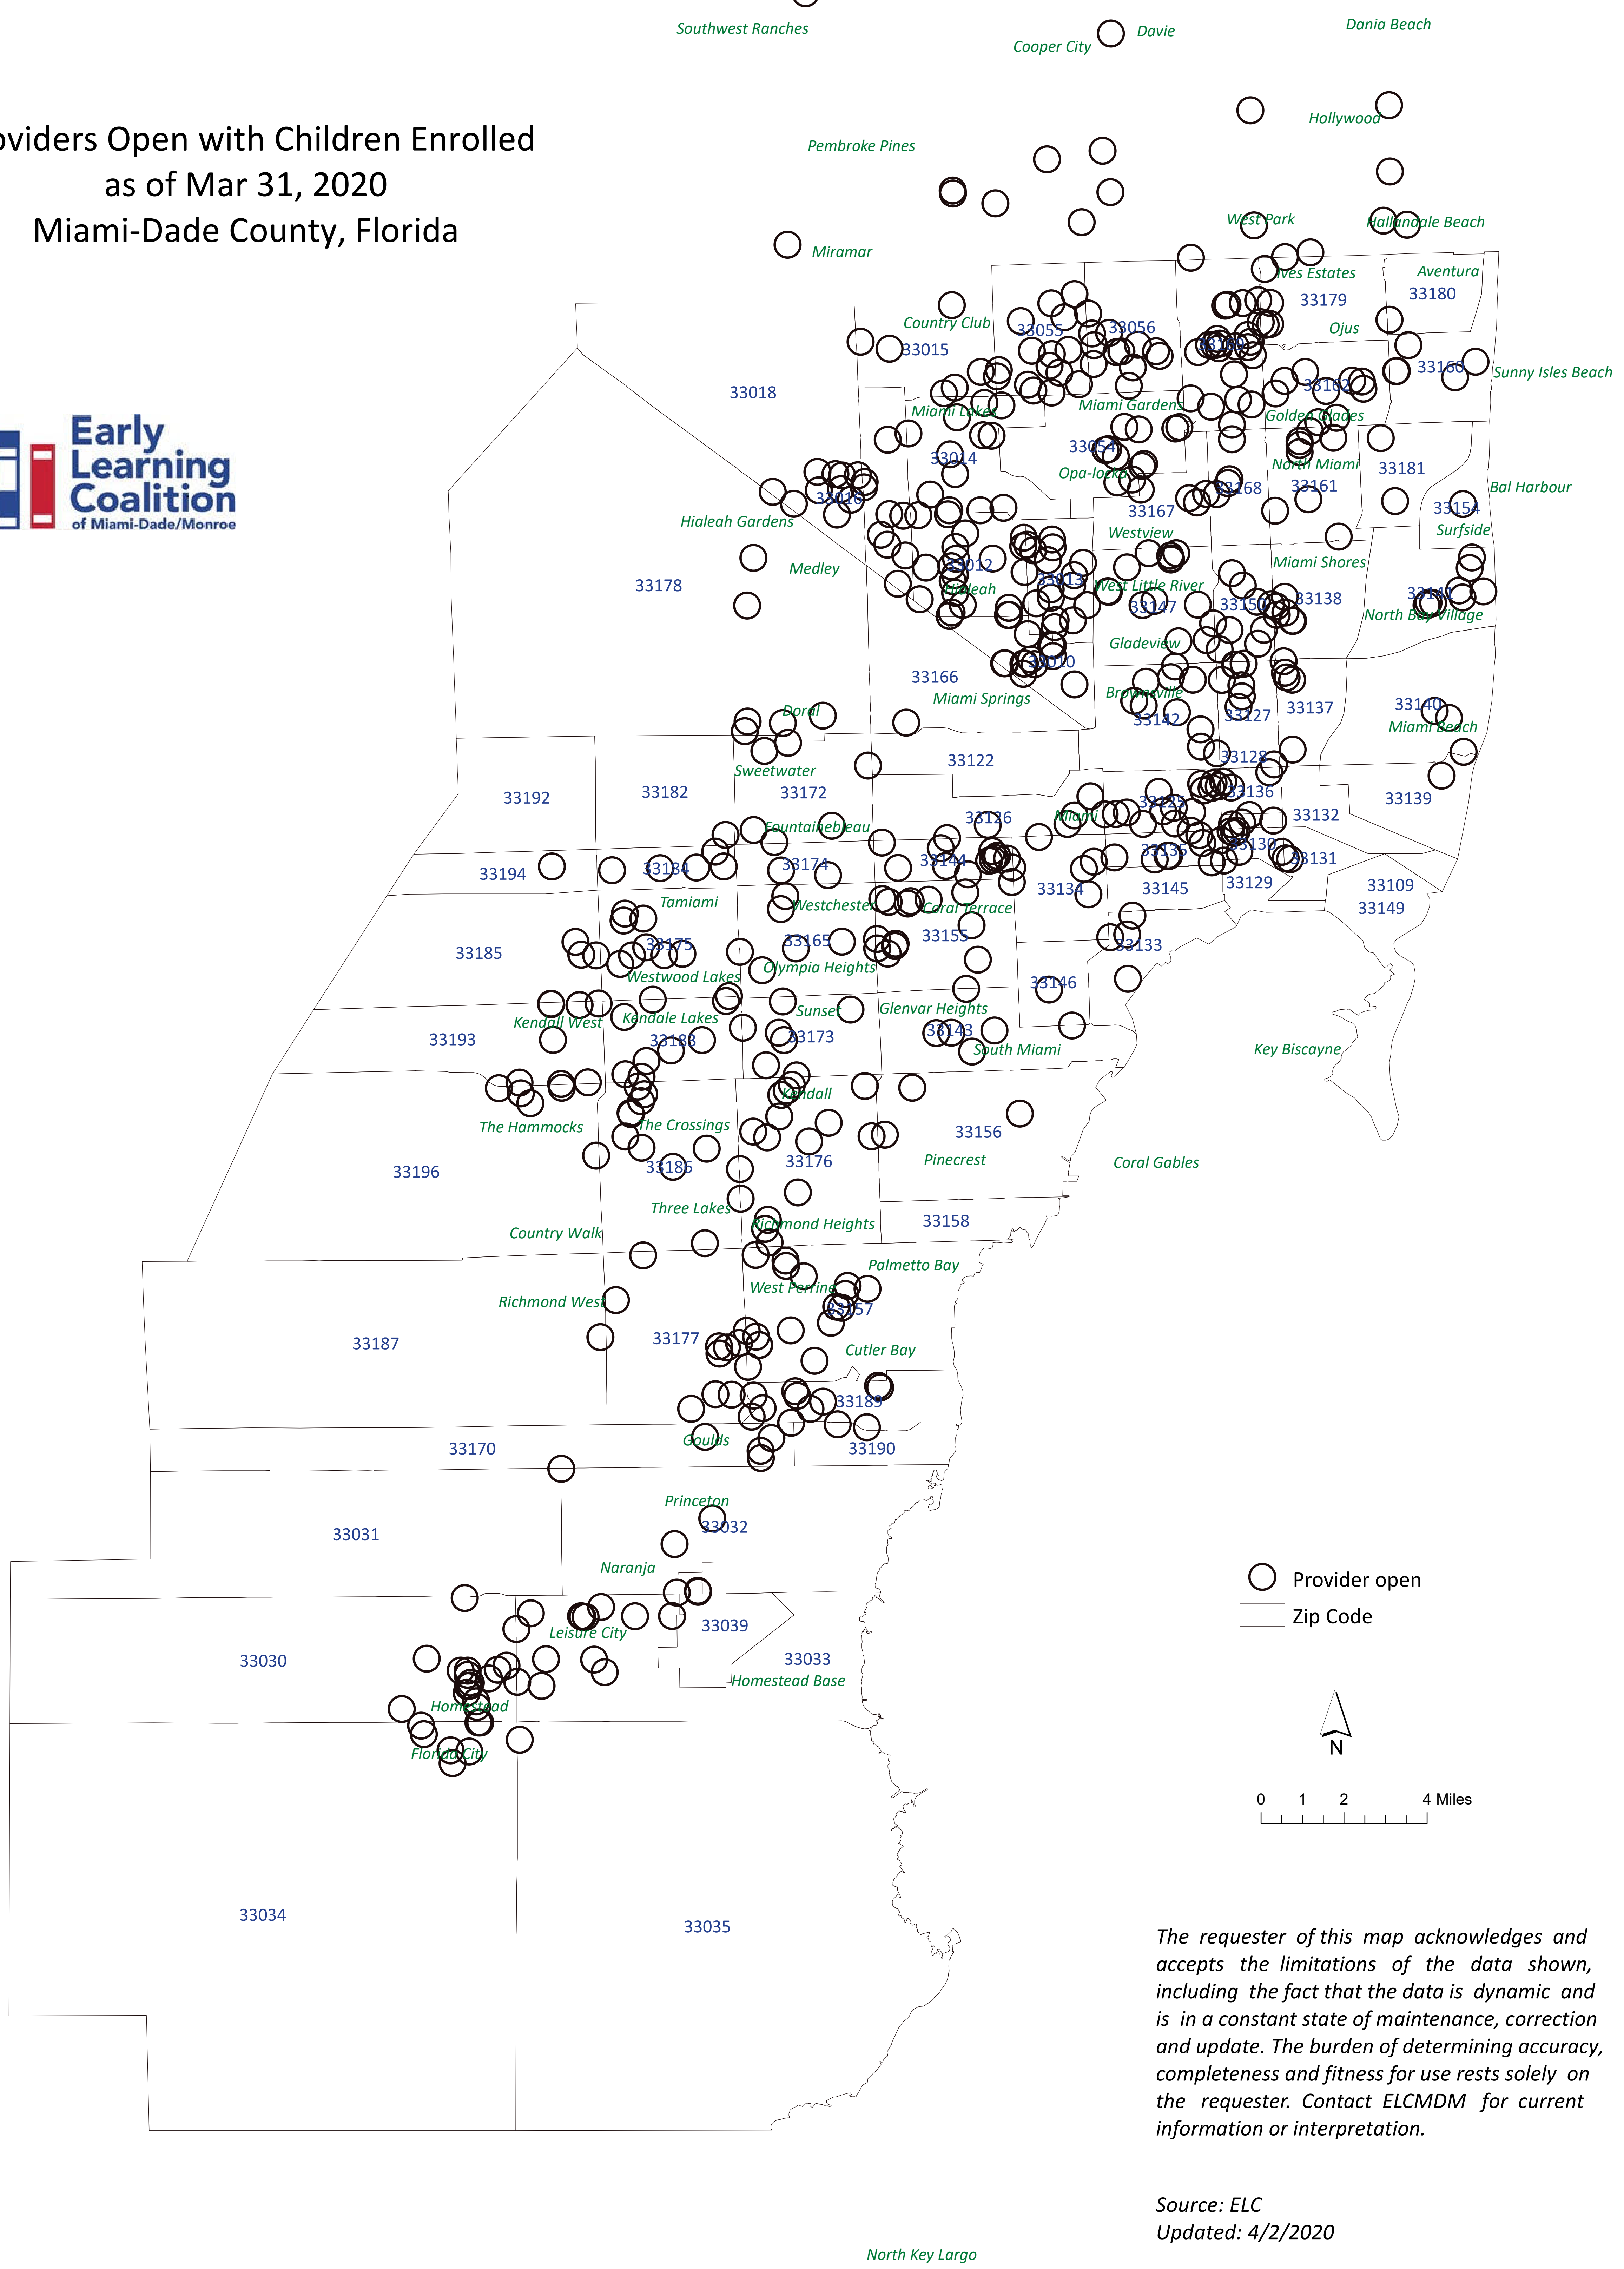 Southwest Ranches
Cooper City
Davie
Dania Beach
oviders Open with Children Enrolled
as of Mar 31, 2020
Miami-Dade County, Florida
Pembroke Pines
Hollywood
West Park
Hallandale Beach
Miramar
Ives Estates
Aventura
33179
33180
Country Club
33055
33056
Ojus
33015
33169
33160
Sunny Isles Beach
33018
33162
Miami Lakes
Miami Gardens
Golden Glades
33014
33054
Opa-locka
North Miami
33181
33016
33168
33161
Bal Harbour
Hialeah Gardens
33167
33154
Westview
Surfside
Early
Learning
Coalition
of Miami-Dade/Monroe
Medley
33012
Miami Shores
33178
33013
West Little River
Hialeah
33147
33150
33138
33141
North Bay Village
Gladeview
33010
33166
Miami Springs
Brownsville
33142
33127
33137
33140
Miami Beach
Doral
33122
33128
Sweetwater
33192
33182
33172
33125
33136
33139
33126
Miami
33132
Fountainebleau
33194
33184
33174
33144
33135
33130
33131
33134
33145
33129
33109
33149
Tamiami
Westchester
Coral Terrace
33185
33175
33165
33155
33133
Westwood Lakes
Olympia Heights
33146
Kendall West
Kendale Lakes
Sunset
Glenvar Heights
33193
33183
33173
33143
South Miami
Key Biscayne
Kendall
The Hammocks
The Crossings
33156
33196
33186
33176
Pinecrest
Coral Gables
Three Lakes
Richmond Heights
33158
Country Walk
Palmetto Bay
West Perrine
Richmond West
33157
33187
33177
Cutler Bay
33189
33170
Goulds
33190
Princeton
33031
33032
Naranja
Provider open
Zip Code
33039
Leisure City
33030
33033
Homestead Base
Homestead
Florida City
N
0 1 2 4 Miles
33034
33035
The requester of this map acknowledges and
accepts the limitations of the data shown,
including the fact that the data is dynamic and
is in a constant state of maintenance, correction
and update. The burden of determining accuracy,
completeness and fitness for use rests solely on
the requester. Contact ELCMDM for current
information or interpretation.
Source: ELC
Updated: 4/2/2020
North Key Largo